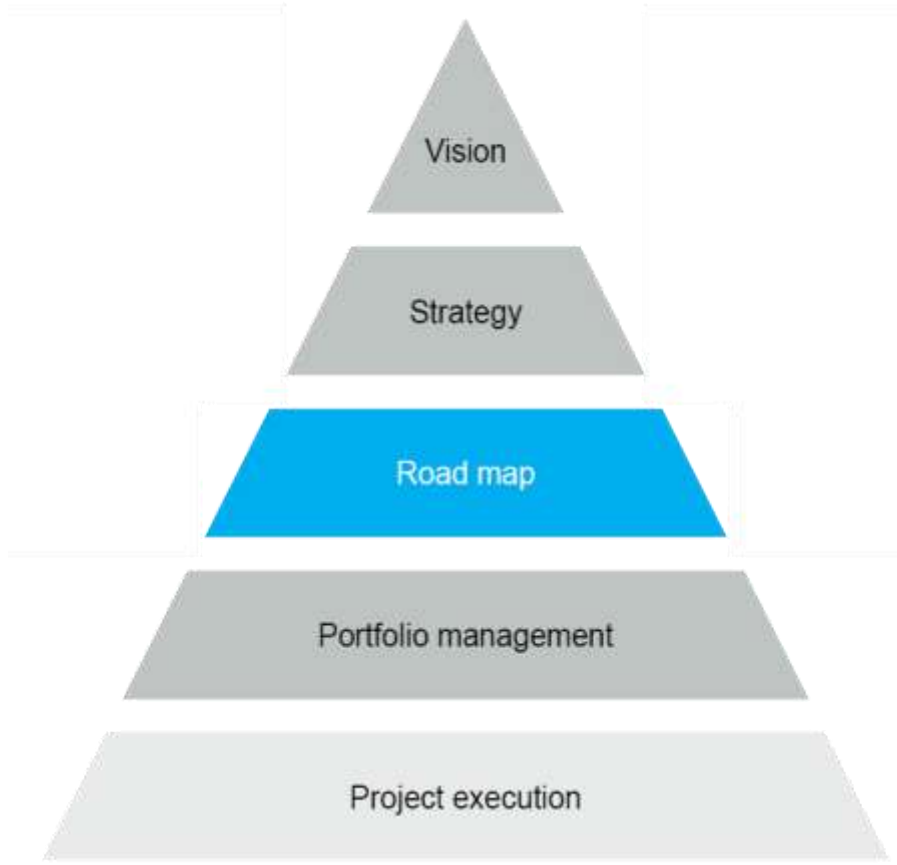 Vision
Strategy
Road map
Portfolio management
Project execution